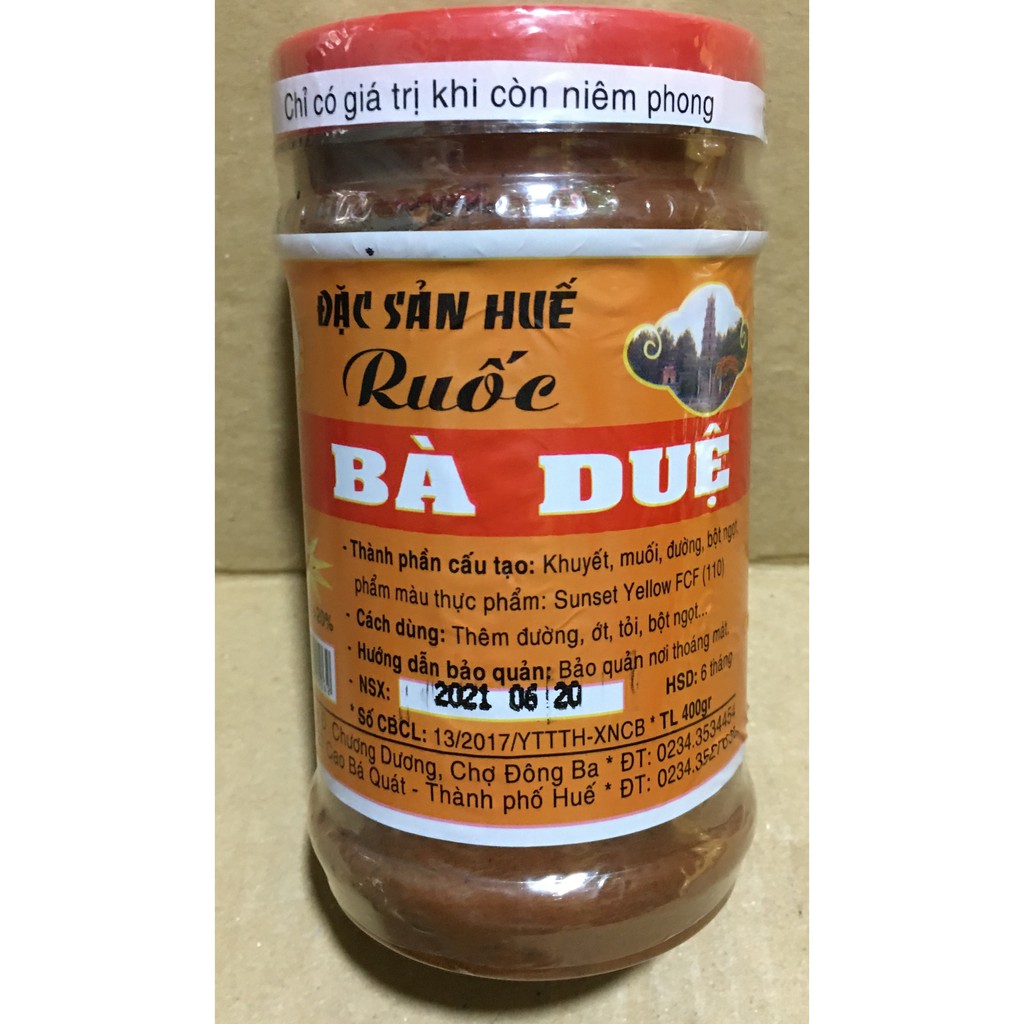 Chỉ có giá trị khi còn niêm phong
ĐẶC SẢN HUẾ
Ruốc
BÀ DUỆ
- Thành phần cấu tạo: Khuyết, muối, đường, bột ngọt,
phẩm màu thực phẩm: Sunset Yellow FCF (110)
- Cách dùng: Thêm đường, ớt, tỏi, bột ngọt...
- Hướng dẫn bảo quản: Bảo quản nơi thoáng mát.
- NSX: 2021 06 20 HSD: 6 tháng
* Số CBCL: 13/2017/YTTTH-XNCB * TL 400gr
Chương Dương, Chợ Đông Ba * ĐT: 0234.3534454
Cao Bá Quát - Thành phố Huế * ĐT:
20%